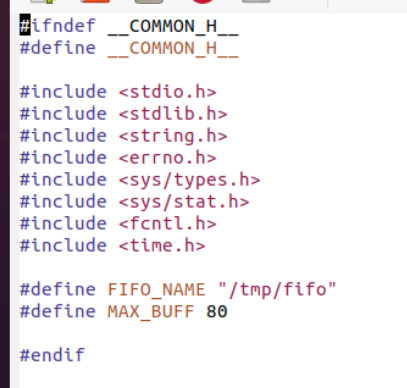 #ifndef __COMMON_H__
#define __COMMON_H__
#include <stdio.h>
#include <stdlib.h>
#include <string.h>
#include <errno.h>
#include <sys/types.h>
#include <sys/stat.h>
#include <fcntl.h>
#include <time.h>
#define FIFO_NAME "/tmp/fifo"
#define MAX_BUFF 80
#endif